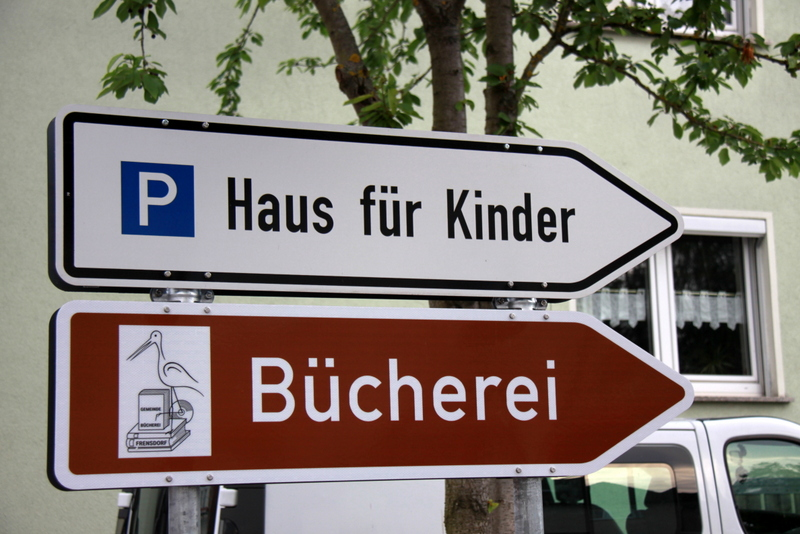 P Haus für Kinder
Bücherei
GEMEINDE
BÜCHEREI
FRENSDORF